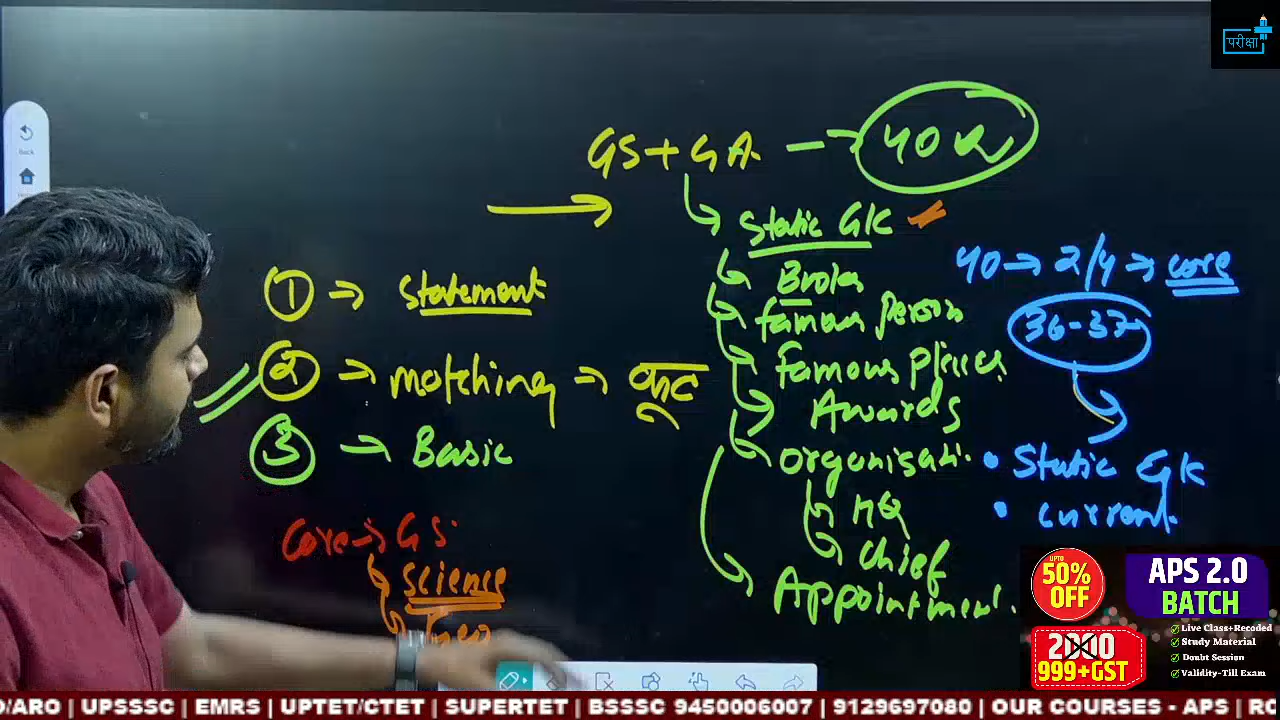 परीक्षा
Back
GS+GA → 40 Q
Static GK
Books
famous person
famous places
Awards
organisati.
HQ
Chief
Appointment.
40 → 2/4 → core
36-37
• Static GK
• current.
① → Statement
② → matching → कूट
③ → Basic
Core → GS
Science
UPTO
50%
OFF
APS 2.0
BATCH
Live Class+Recoded
Study Material
Doubt Session
Validity-Till Exam
2000
999+GST
O/ARO | UPSSSC | EMRS | UPTET/CTET | SUPERTET | BSSSC 9450006007 | 9129697080 | OUR COURSES - APS | RO